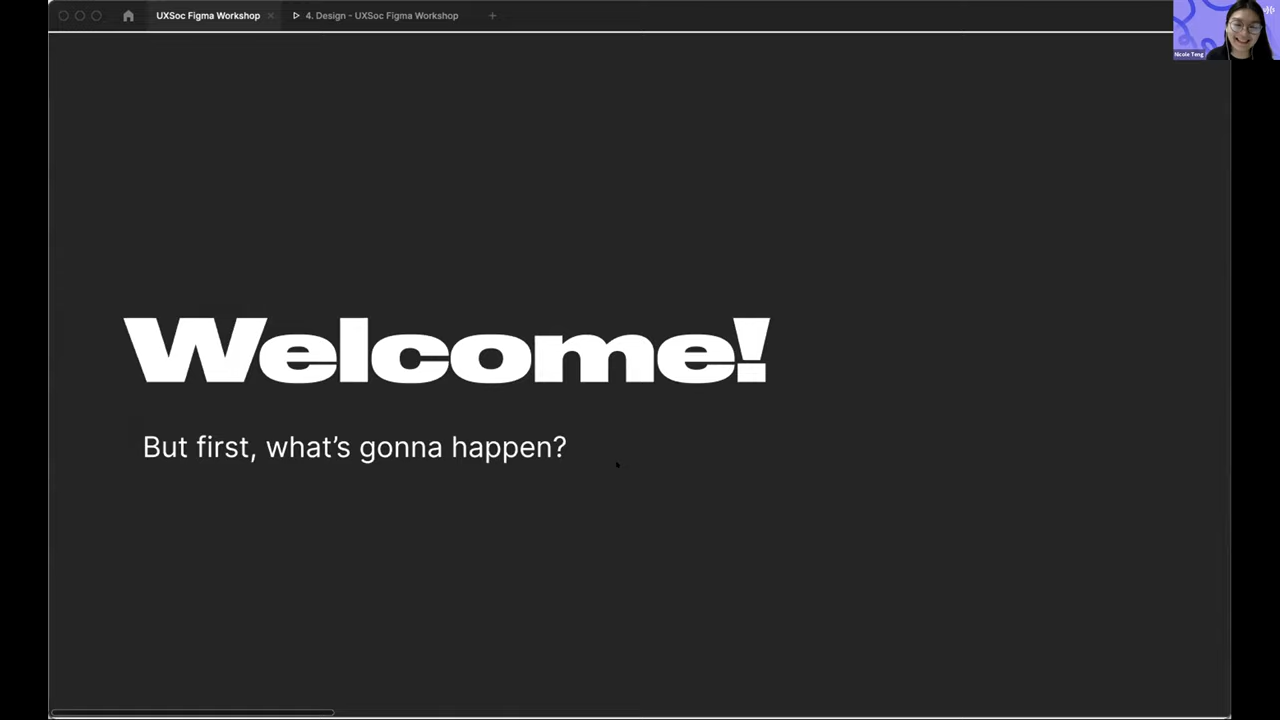 UXSoc Figma Workshop
4. Design - UXSoc Figma Workshop
Nicole Teng
Welcome!
But first, what's gonna happen?